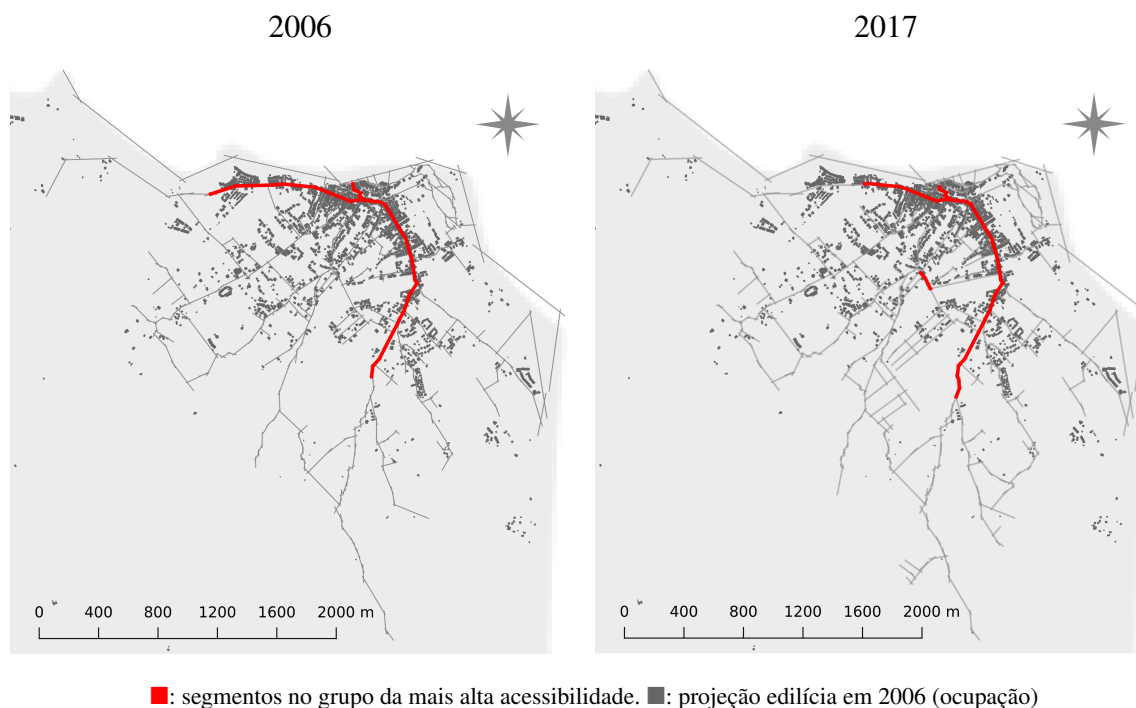 2006
2017
0 400 800 1200 1600 2000 m
0 400 800 1200 1600 2000 m
: segmentos no grupo da mais alta acessibilidade. : projeção edilícia em 2006 (ocupação)